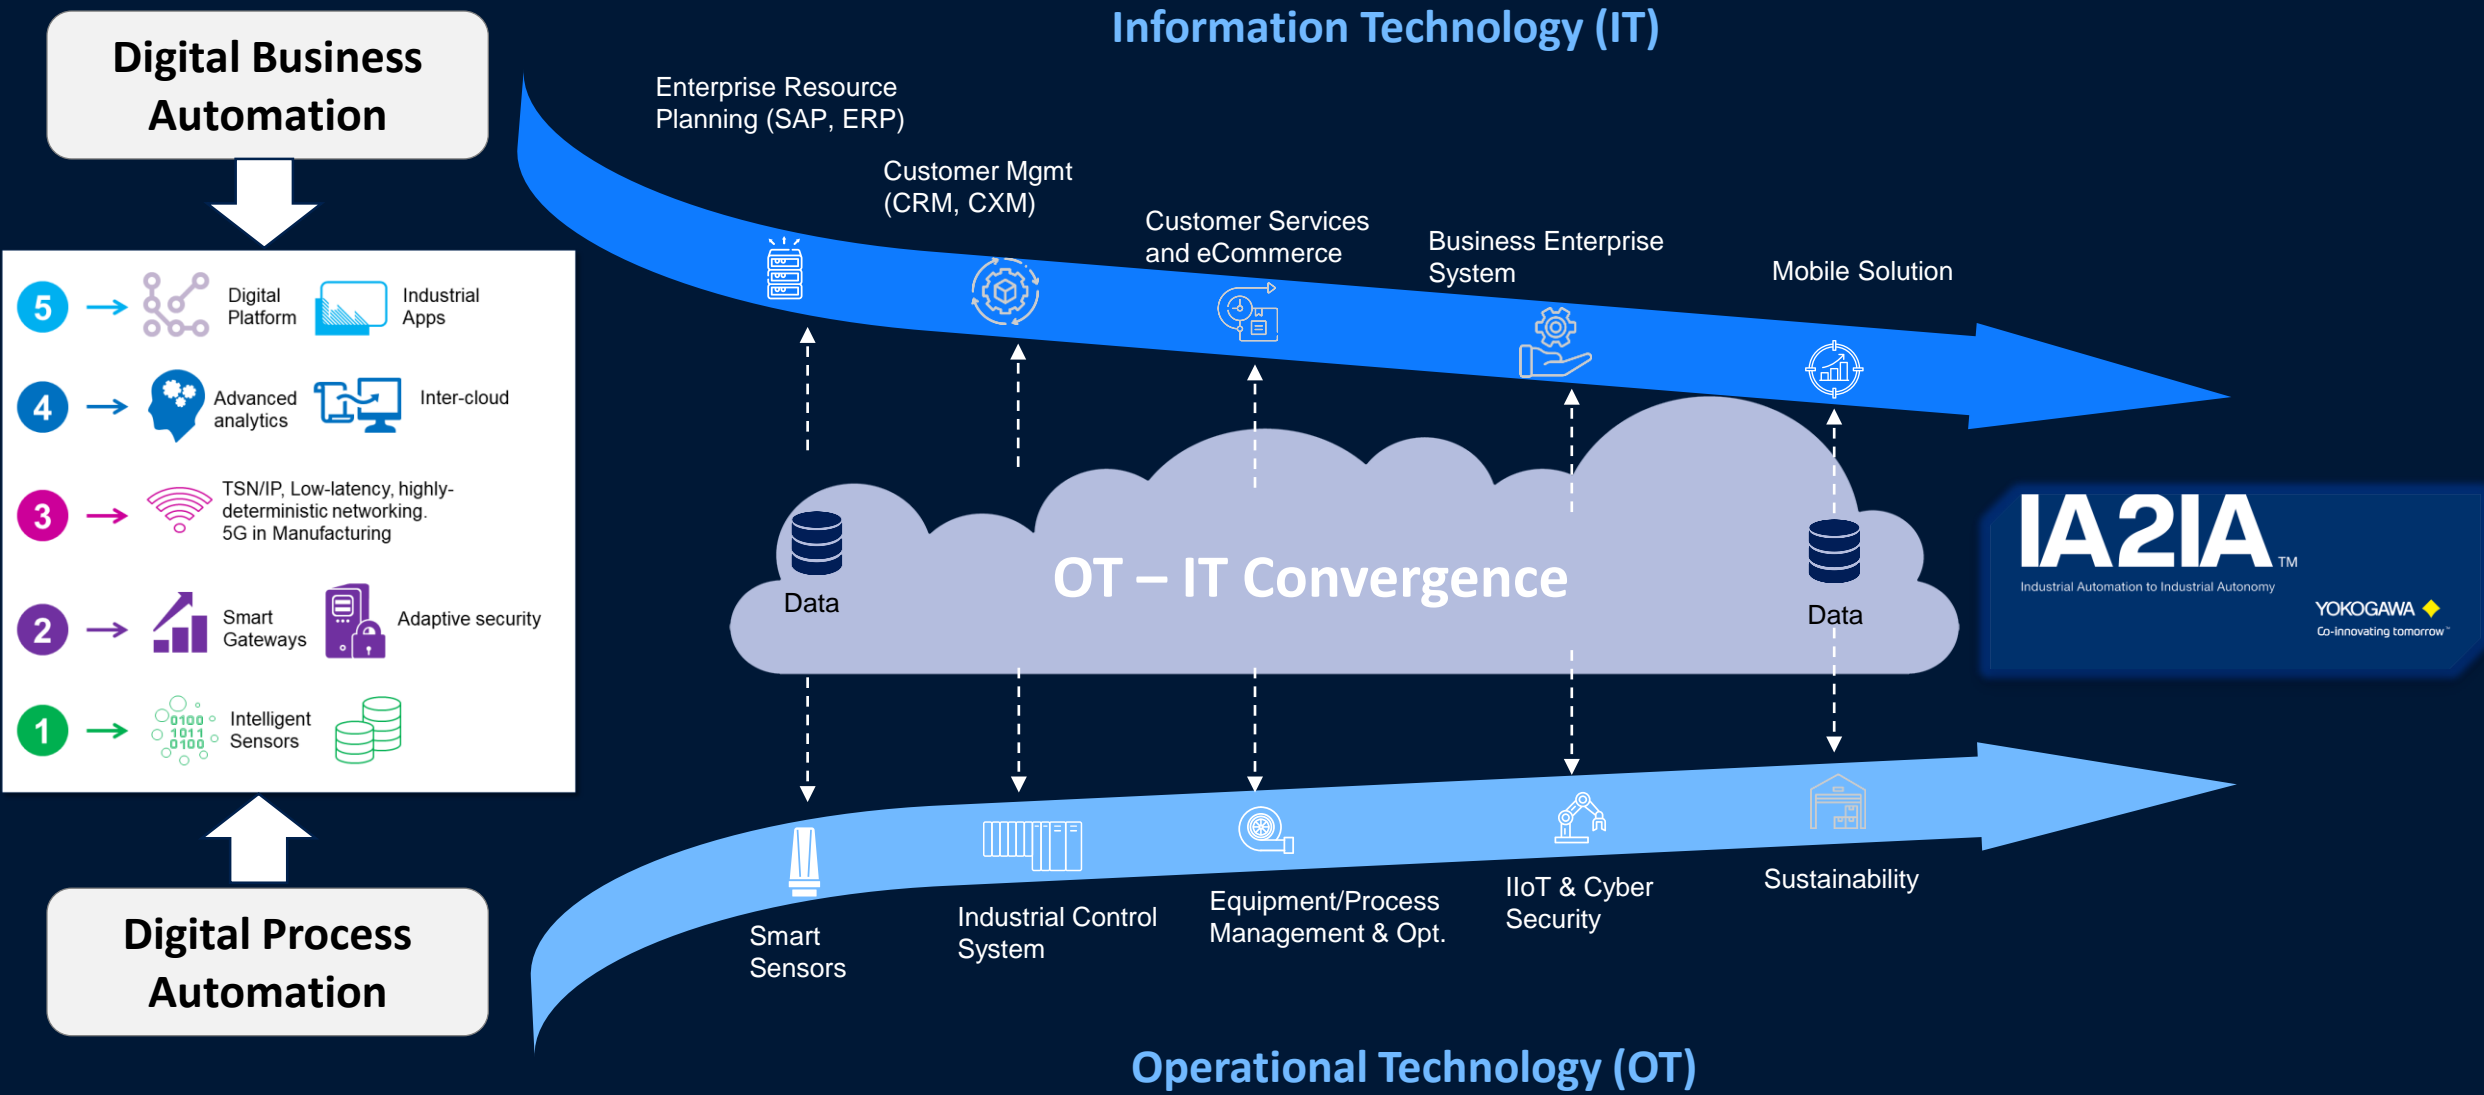 Information Technology (IT)
Digital Business
Automation
5
Digital
Platform
Industrial
Apps
4
Advanced
analytics
Inter-cloud
3
TSN/IP, Low-latency, highly-
deterministic networking.
5G in Manufacturing
2
Smart
Gateways
Adaptive security
1
0100
1011
0100
Intelligent
Sensors
Digital Process
Automation
Enterprise Resource
Planning (SAP, ERP)
Customer Mgmt
(CRM, CXM)
Customer Services
and eCommerce
Business Enterprise
System
Mobile Solution
Data
OT – IT Convergence
Data
IA2IA TM
Industrial Automation to Industrial Autonomy
YOKOGAWA
Co-innovating tomorrow™
Smart
Sensors
Industrial Control
System
Equipment/Process
Management & Opt.
IIoT & Cyber
Security
Sustainability
Operational Technology (OT)